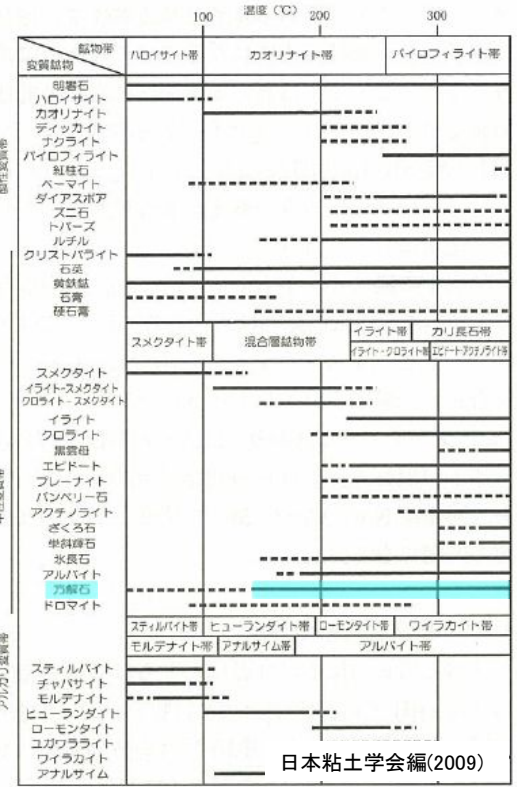 温度（℃）
100 200 300
鉱物帯
変質鉱物
ハロイサイト帯 カオリナイト帯 パイロフィライト帯
明礬石
ハロイサイト
カオリナイト
ディッカイト
ナクライト
パイロフィライト
紅柱石
ベーマイト
ダイアスポア
ズニ石
トパーズ
ルチル
クリストバライト
石英
黄鉄鉱
石膏
硬石膏
スメクタイト帯 混合層鉱物帯 イライト帯 カリ長石帯
イライト・クロライト帯 エピドート・アクチノライト帯
スメクタイト
イライト-スメクタイト
クロライト-スメクタイト
イライト
クロライト
黒雲母
エピドート
プレーナイト
パンペリー石
アクチノライト
ざくろ石
単斜輝石
氷長石
アルバイト
方解石
ドロマイト
スティルバイト帯 ヒューランダイト帯 ローモンタイト帯 ワイラカイト帯
モルデナイト帯 アナルサイム帯 アルバイト帯
アルカリ変質帯
スティルバイト
チャバサイト
モルデナイト
ヒューランダイト
ローモンタイト
ユガワラライト
ワイラカイト
アナルサイム
日本粘土学会編(2009)